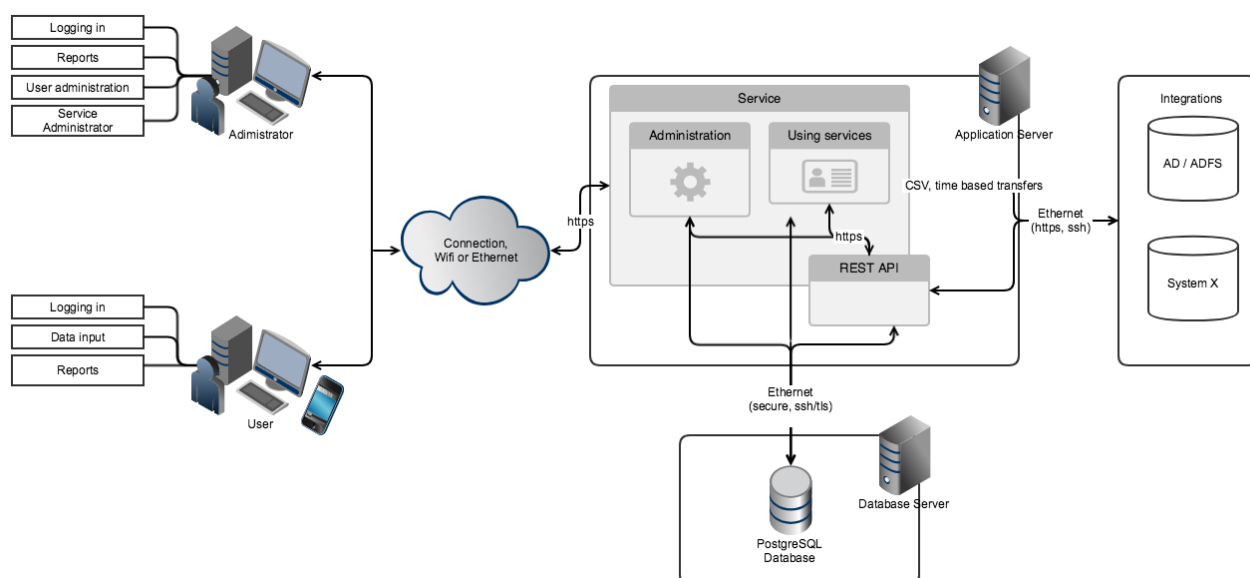 Logging in
Reports
User administration
Service
Administrator
Adimistrator
Logging in
Data input
Reports
User
Connection,
Wifi or Ethernet
https
Service
Administration
Using services
https
REST API
Application Server
CSV, time based transfers
Ethernet
(https, ssh)
Integrations
AD / ADFS
System X
Ethernet
(secure, ssh/tls)
Database Server
PostgreSQL
Database